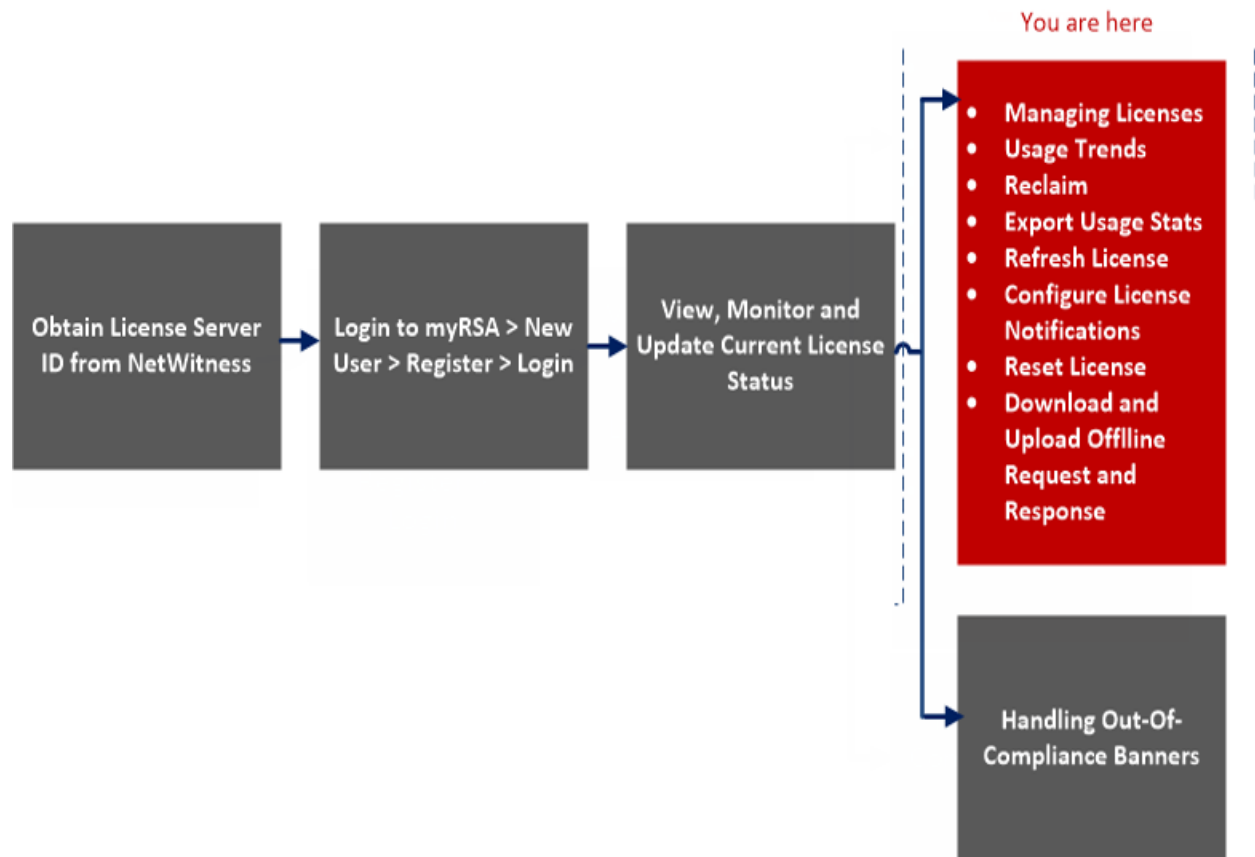 You are here
• Managing Licenses
• Usage Trends
• Reclaim
• Export Usage Stats
• Refresh License
• Configure License
Notifications
• Reset License
• Download and
Upload Offlline
Request and
Response
Obtain License Server
ID from NetWitness
Login to myRSA > New
User > Register > Login
View, Monitor and
Update Current License
Status
Handling Out-Of-
Compliance Banners